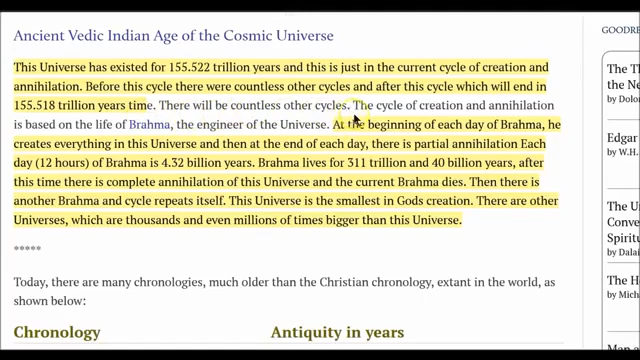 Ancient Vedic Indian Age of the Cosmic Universe
This Universe has existed for 155.522 trillion years and this is just in the current cycle of creation and
annihilation. Before this cycle there were countless other cycles and after this cycle which will end in
155.518 trillion years time. There will be countless other cycles. The cycle of creation and annihilation
is based on the life of Brahma, the engineer of the Universe. At the beginning of each day of Brahma, he
creates everything in this Universe and then at the end of each day, there is partial annihilation Each
day (12 hours) of Brahma is 4.32 billion years. Brahma lives for 311 trillion and 40 billion years, after
this time there is complete annihilation of this Universe and the current Brahma dies. Then there is
another Brahma and cycle repeats itself. This Universe is the smallest in Gods creation. There are other
Universes, which are thousands and even millions of times bigger than this Universe.
*****
Today, there are many chronologies, much older than the Christian chronology, extant in the world, as
shown below:
Chronology Antiquity in years
GOODRE
The T
the Ne
by Dolo
Edgar
by W.H.
The U
Conve
Spiritu
by Dalai
The H
by Mich